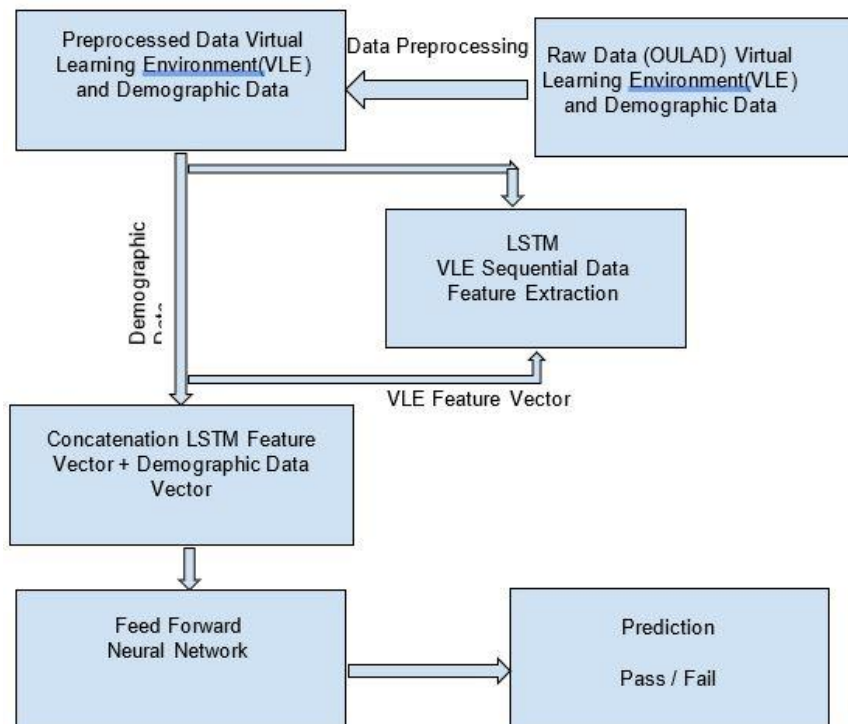 Preprocessed Data Virtual
Learning Environment(VLE)
and Demographic Data
Data Preprocessing
Raw Data (OULAD) Virtual
Learning Environment(VLE)
and Demographic Data
LSTM
VLE Sequential Data
Feature Extraction
Demographic
VLE Feature Vector
Concatenation LSTM Feature
Vector + Demographic Data
Vector
Feed Forward
Neural Network
Prediction
Pass / Fail